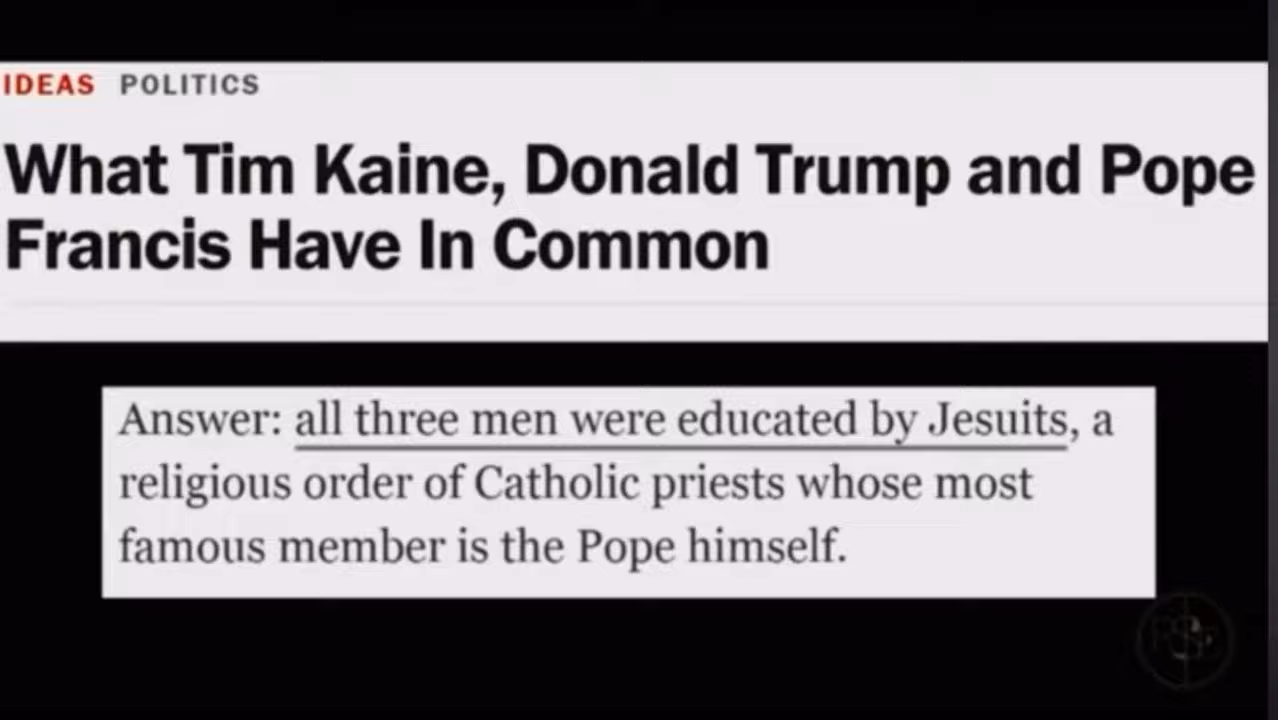 IDEAS POLITICS
What Tim Kaine, Donald Trump and Pope
Francis Have In Common
Answer: all three men were educated by Jesuits, a
religious order of Catholic priests whose most
famous member is the Pope himself.